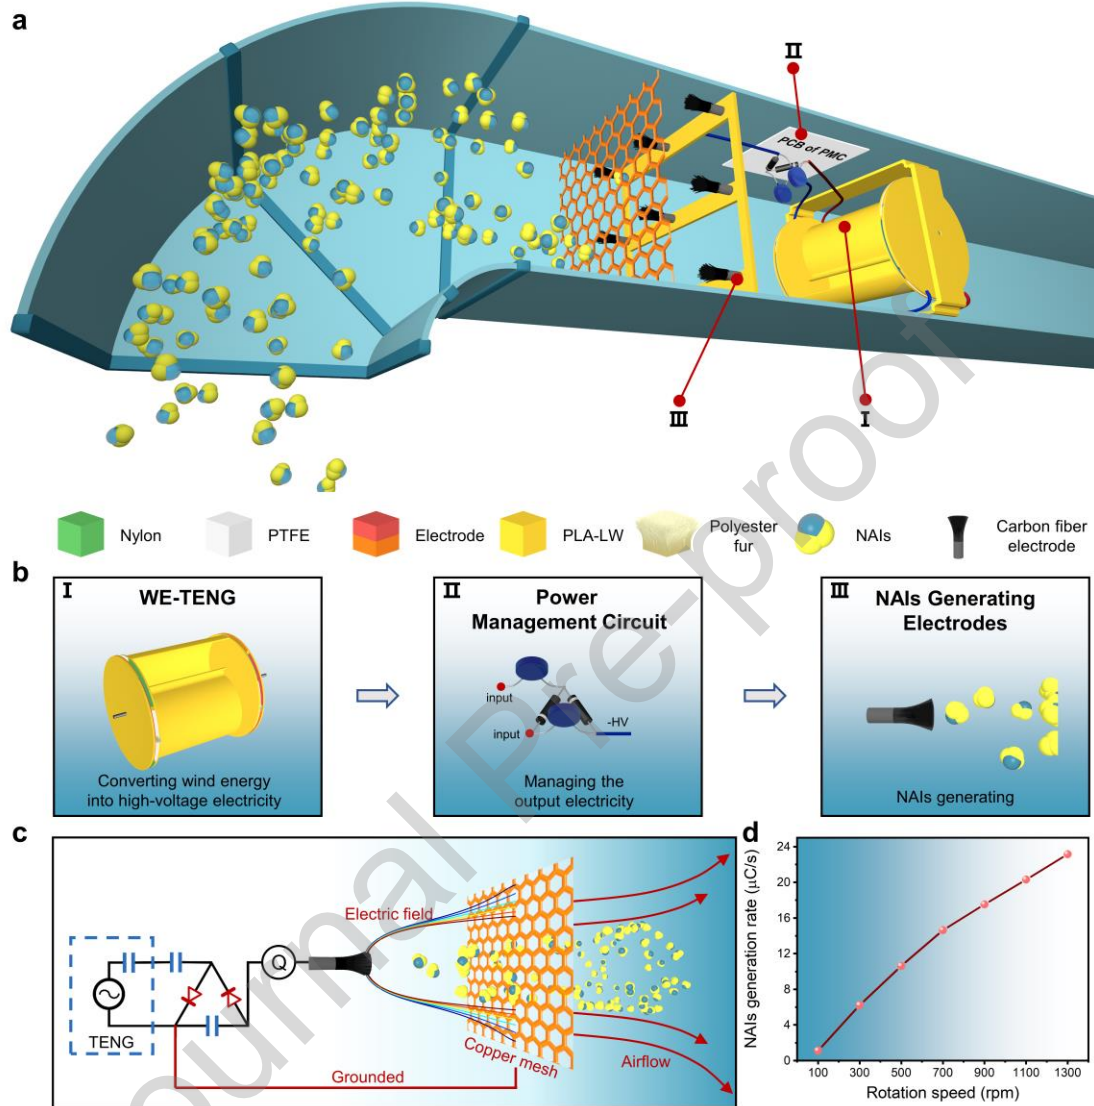 a
II
PCB of PMC
III
I
Nylon
PTFE
Electrode
PLA-LW
Polyester
fur
NAIs
Carbon fiber
electrode
b
I
WE-TENG
Converting wind energy
into high-voltage electricity
II
Power
Management Circuit
input
input
-HV
Managing the
output electricity
III
NAIs Generating
Electrodes
NAIs generating
c
Electric field
Q
TENG
Grounded
Copper mesh
Airflow
d
NAIs generation rate (μC/s)
24
20
16
12
8
4
0
100 300 500 700 900 1100 1300
Rotation speed (rpm)
Journal Pre-proof